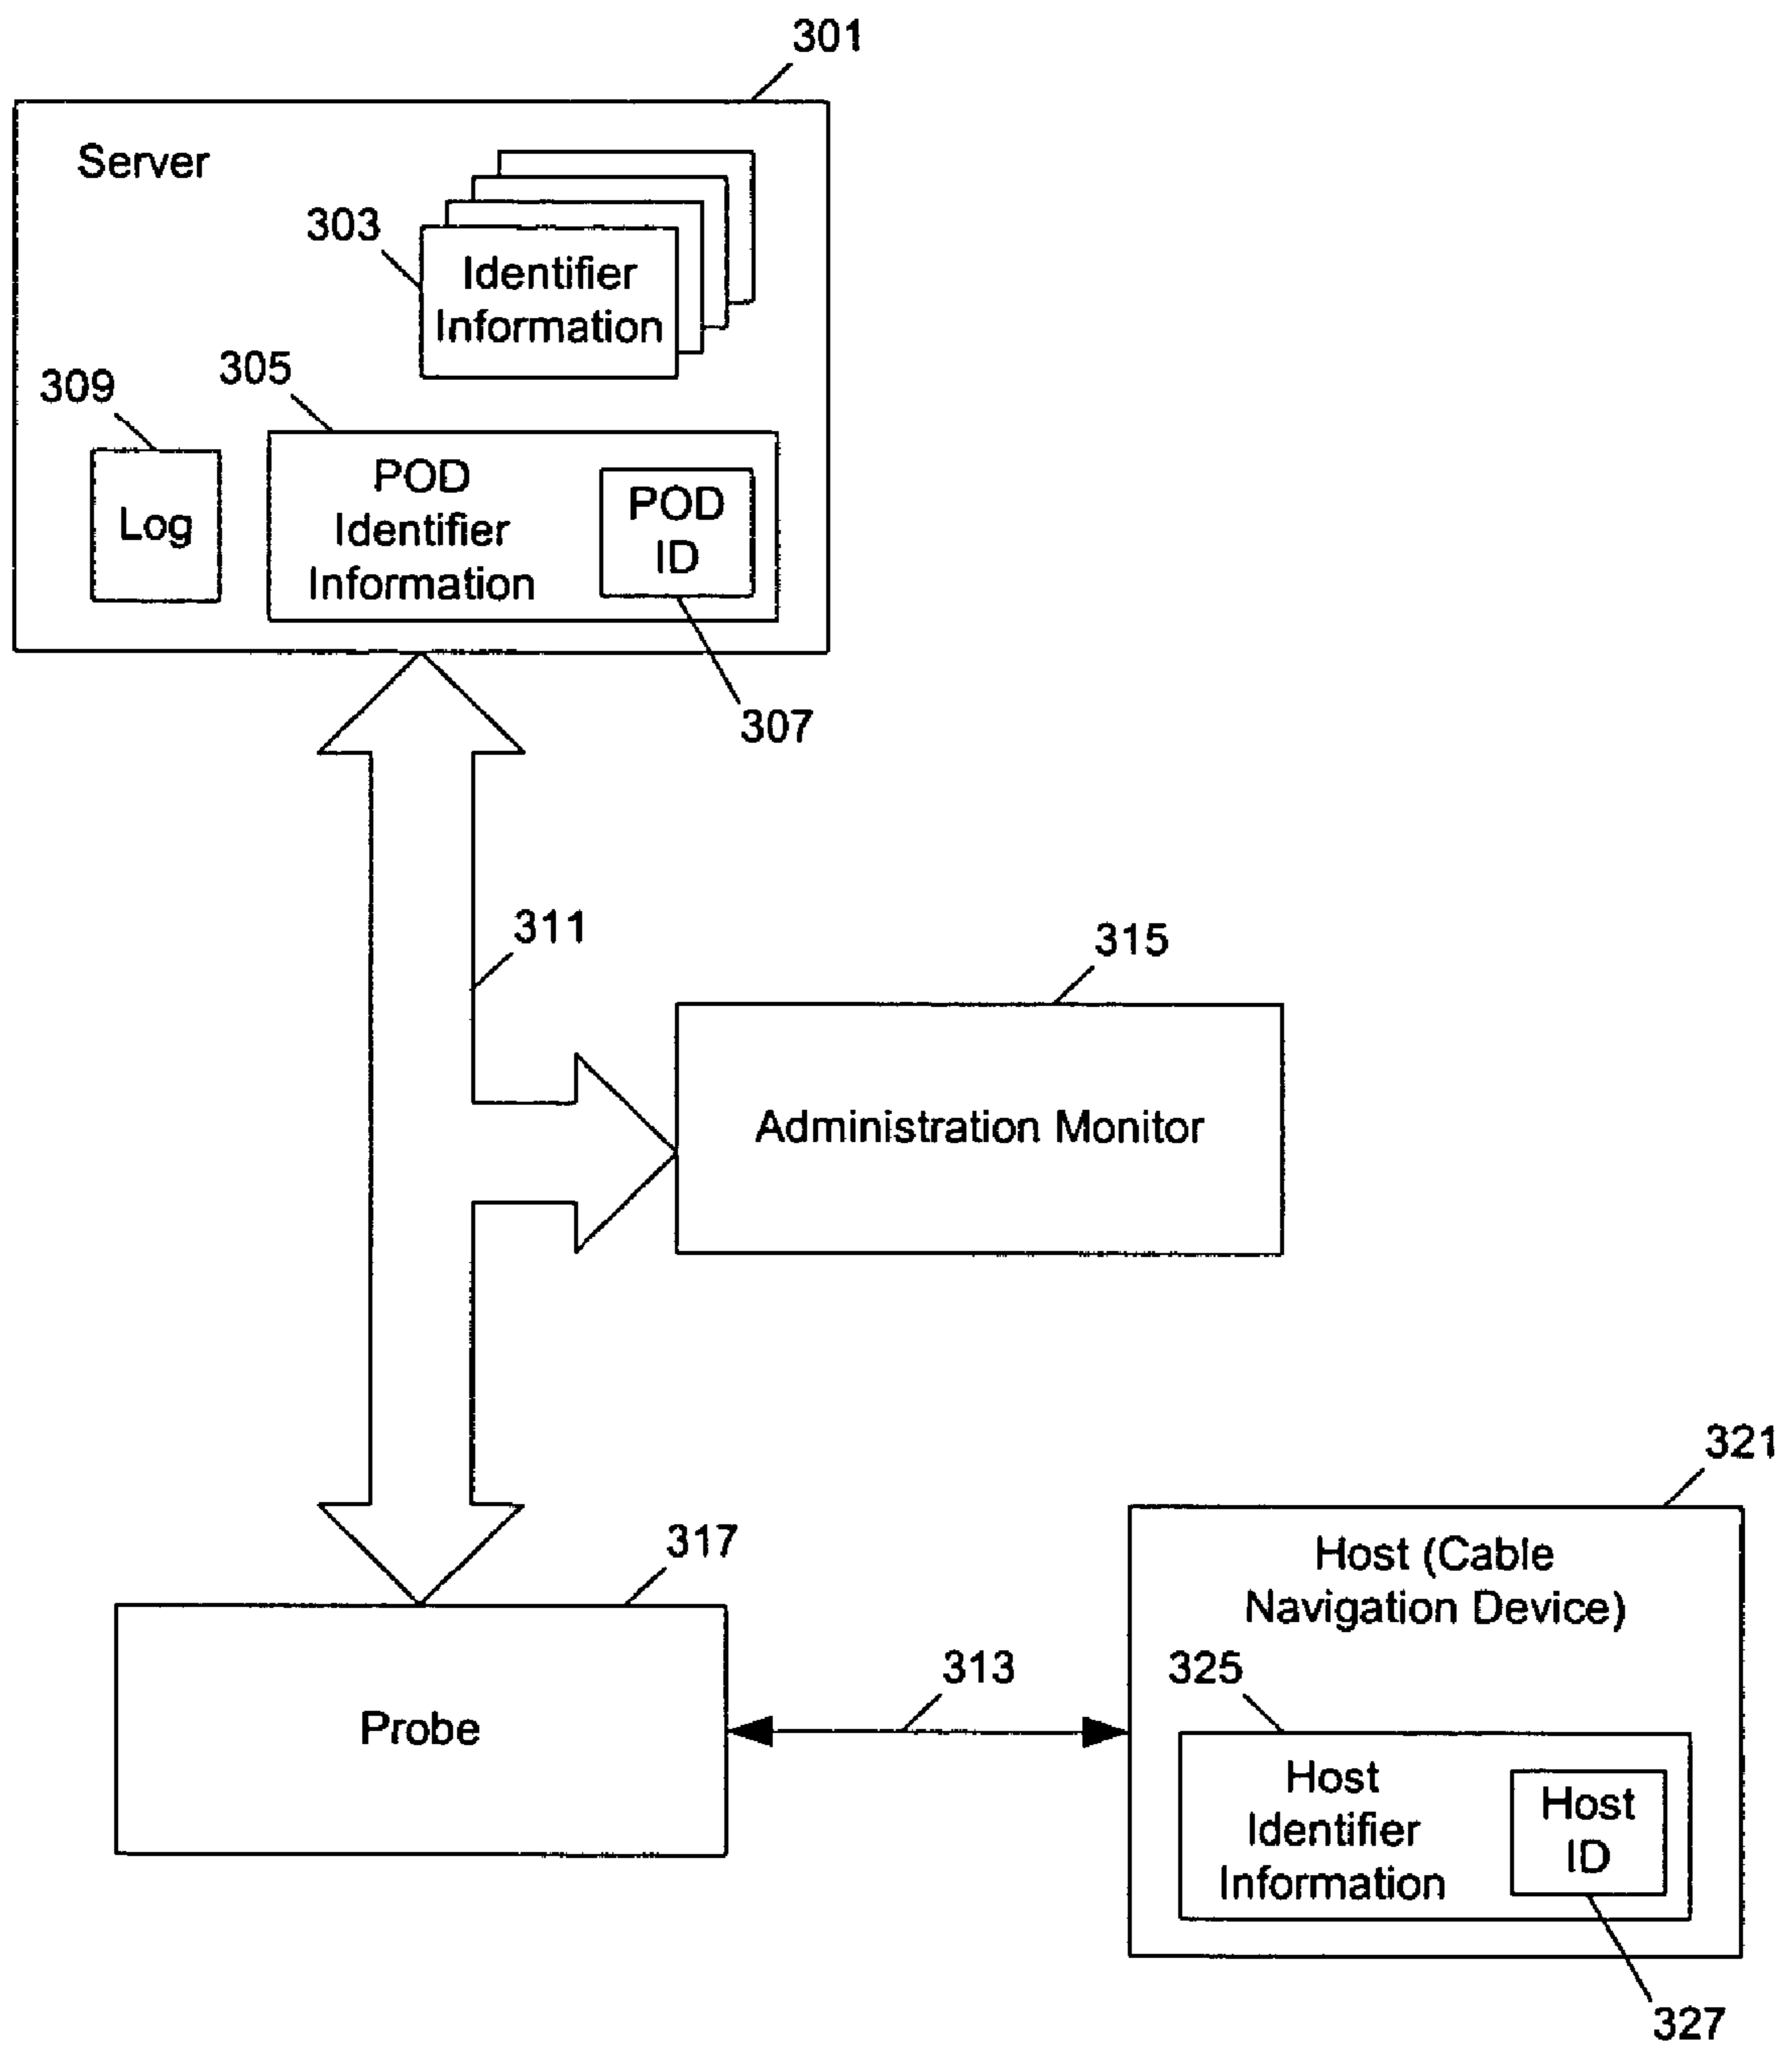 301
Server
303
Identifier
Information
309
305
Log
POD
Identifier
Information
POD
ID
307
311
315
Administration Monitor
321
317
Host (Cable
Navigation Device)
313
325
Probe
Host
Identifier
Information
Host
ID
327